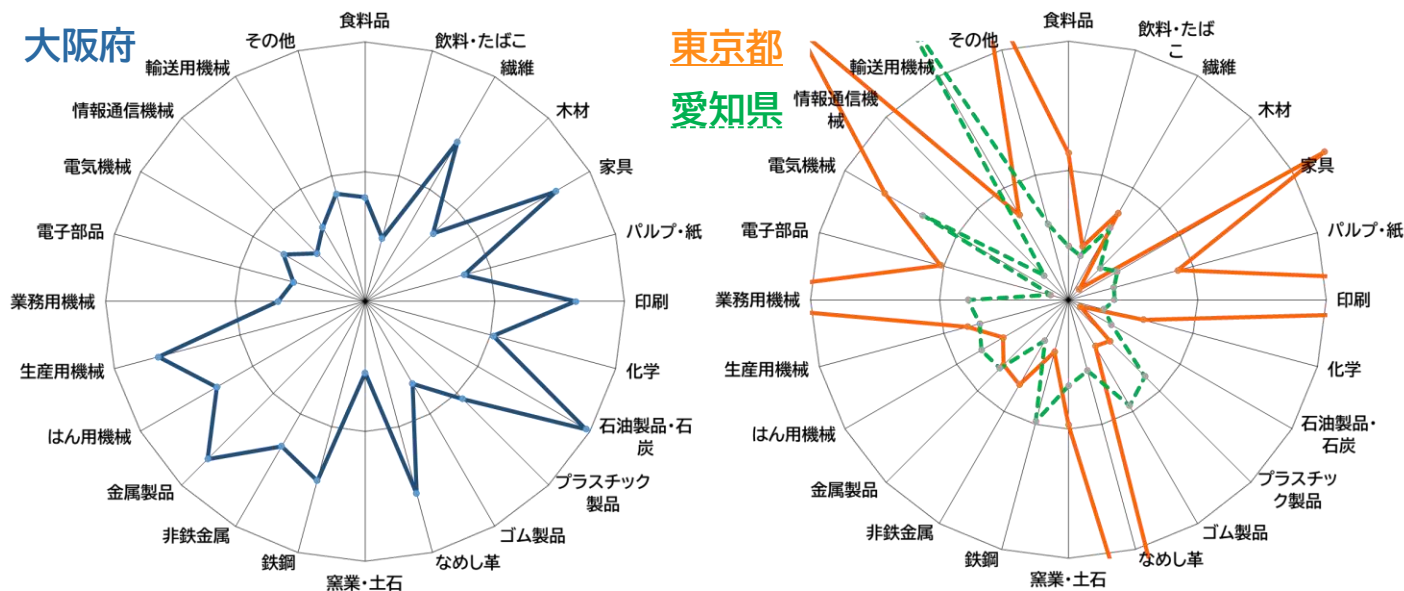 大阪府
食料品
飲料・たばこ
繊維
木材
家具
パルプ・紙
印刷
化学
石油製品・石
炭
プラスチック
製品
ゴム製品
なめし革
窯業・土石
鉄鋼
非鉄金属
金属製品
はん用機械
生産用機械
業務用機械
電子部品
電気機械
情報通信機械
輸送用機械
その他
東京都
愛知県
食料品
飲料・たば
こ
繊維
木材
家具
パルプ・紙
印刷
化学
石油製品・
石炭
プラスチッ
ク製品
ゴム製品
なめし革
窯業・土石
鉄鋼
非鉄金属
金属製品
はん用機械
生産用機械
業務用機械
電子部品
電気機械
情報通信機
械
輸送用機械
その他